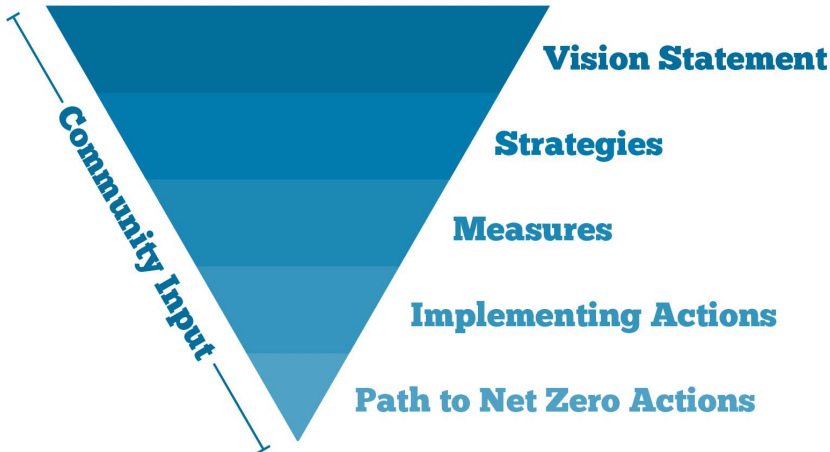 Vision Statement
Strategies
Measures
Implementing Actions
Path to Net Zero Actions
Community Input